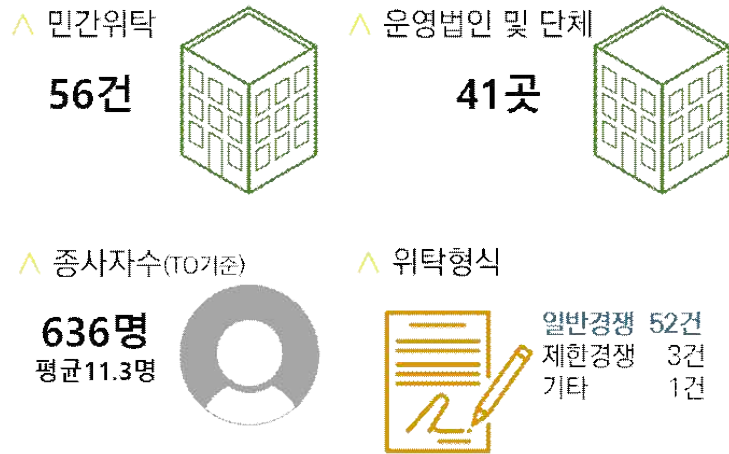 ∧ 민간위탁
56건
∧ 운영법인 및 단체
41곳
∧ 종사자수(TO기준)
636명
평균11.3명
∧ 위탁형식
일반경쟁 52건
제한경쟁 3건
기타 1건